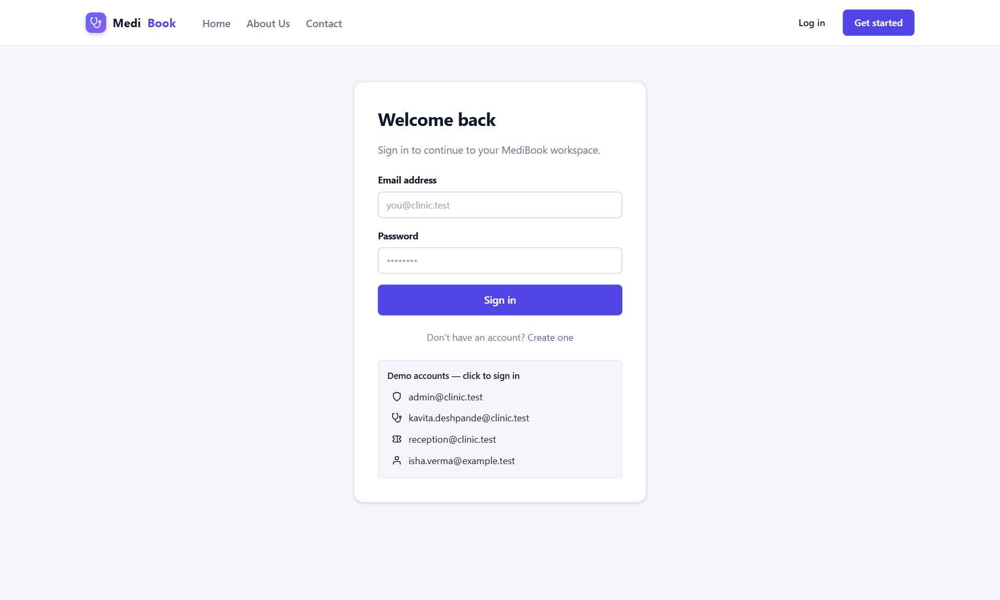 Medi Book Home About Us Contact Log in Get started
Welcome back
Sign in to continue to your MediBook workspace.
Email address
you@clinic.test
Password
••••••••
Sign in
Don't have an account? Create one
Demo accounts — click to sign in
admin@clinic.test
kavita.deshpande@clinic.test
reception@clinic.test
isha.verma@example.test